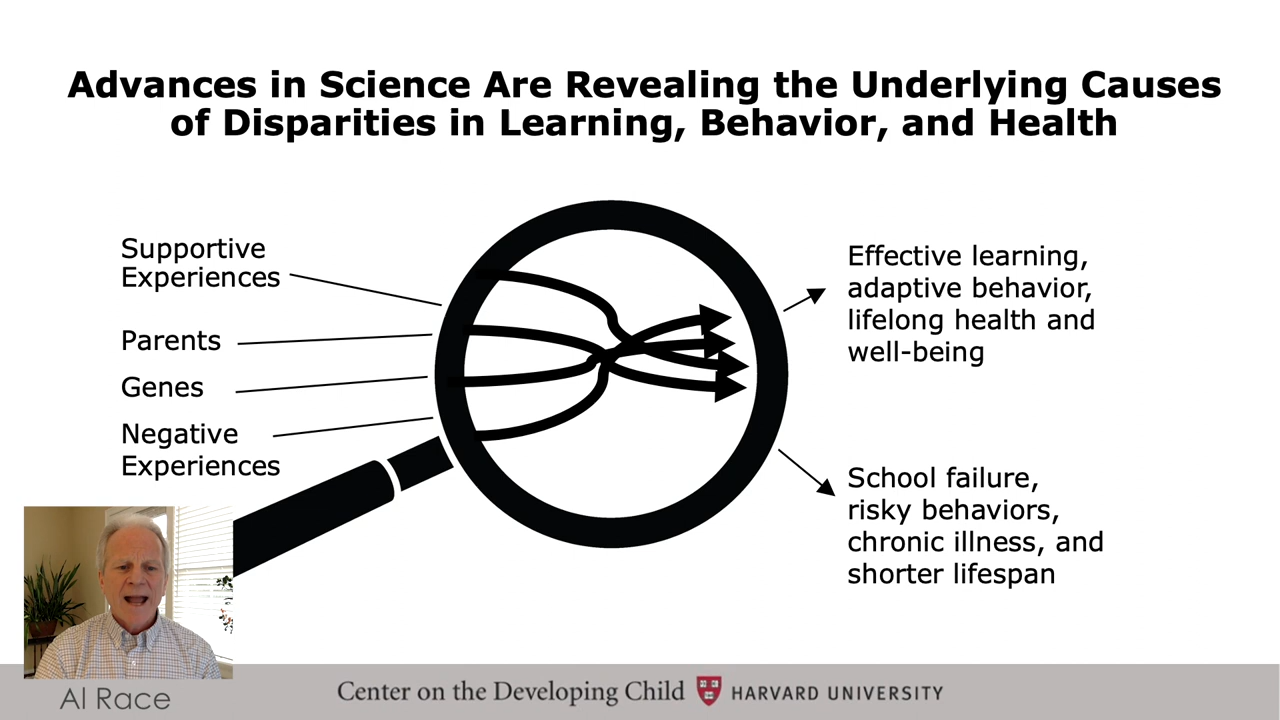 Advances in Science Are Revealing the Underlying Causes
of Disparities in Learning, Behavior, and Health
Supportive
Experiences
Parents
Genes
Negative
Experiences
Effective learning,
adaptive behavior,
lifelong health and
well-being
School failure,
risky behaviors,
chronic illness, and
shorter lifespan
Al Race
Center on the Developing Child HARVARD UNIVERSITY